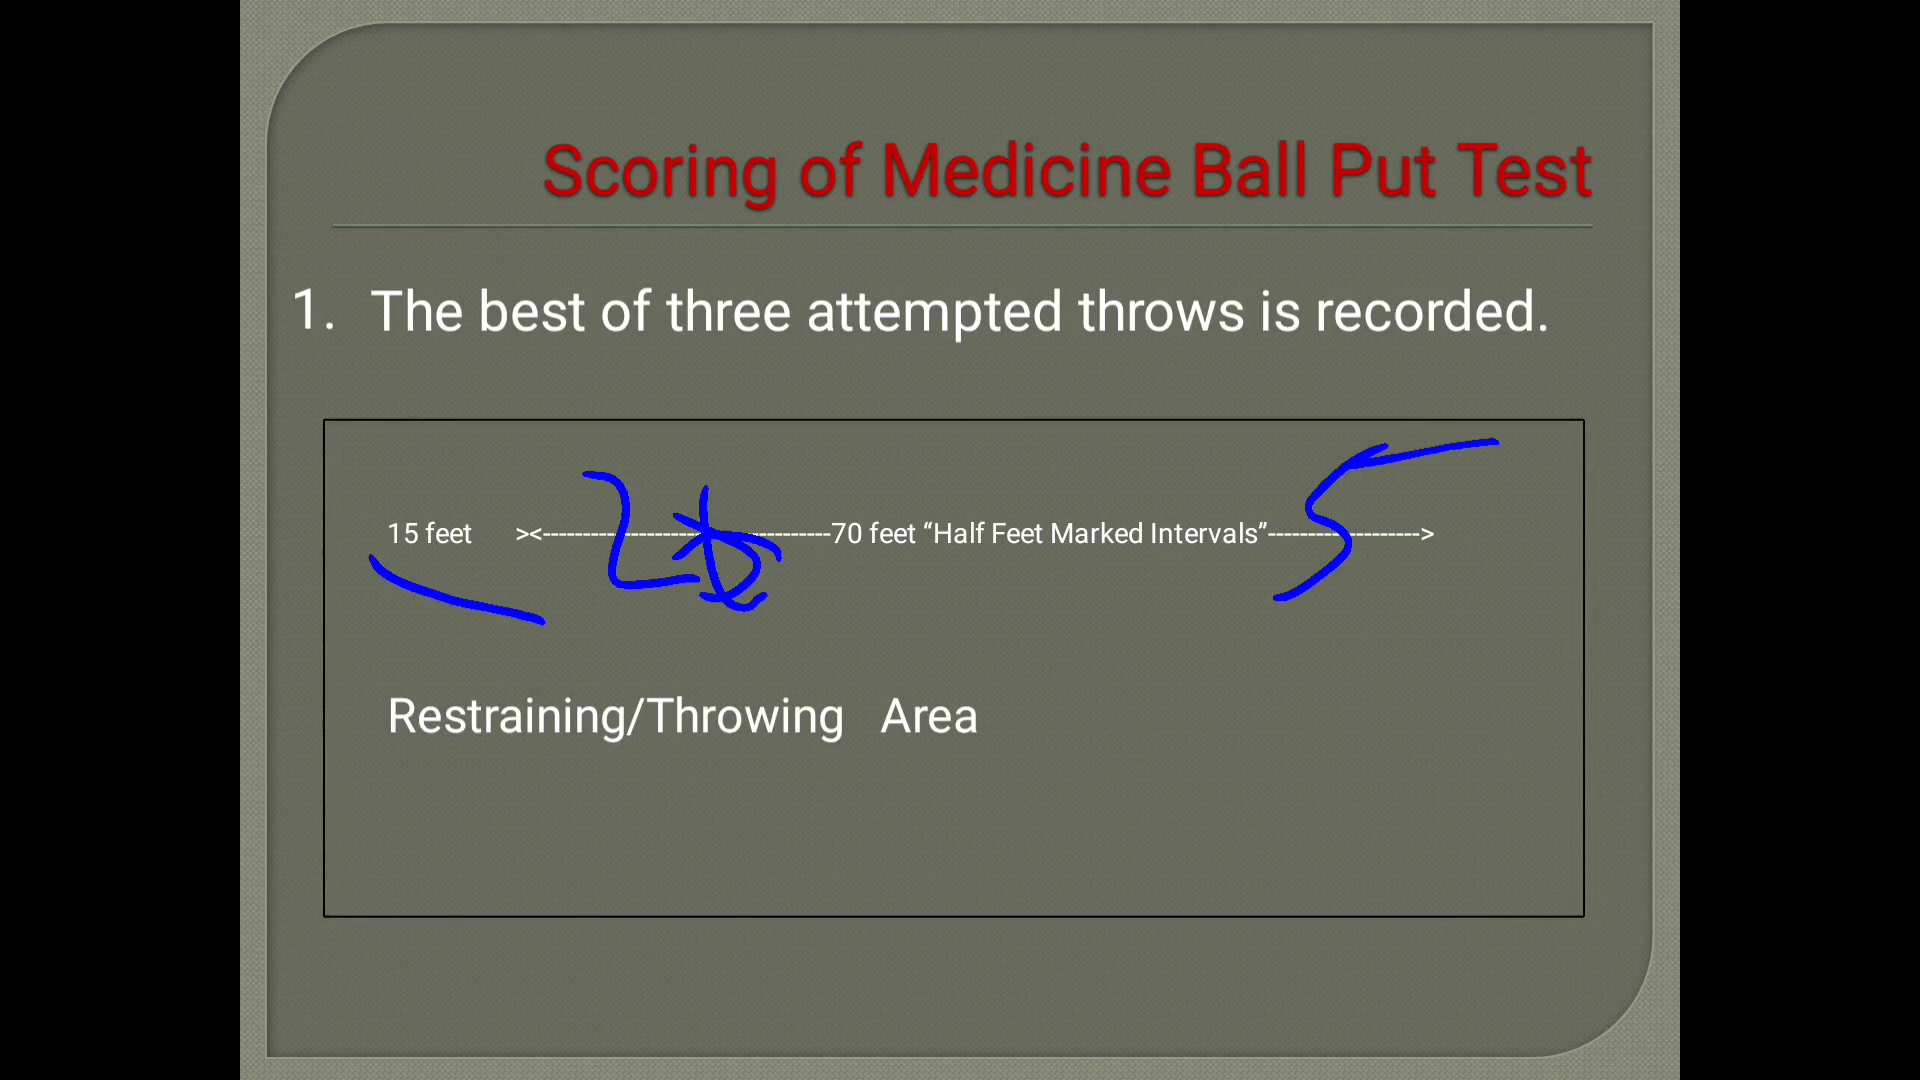 Scoring of Medicine Ball Put Test
1. The best of three attempted throws is recorded.
15 feet ><------------------------------------70 feet “Half Feet Marked Intervals”-------------------->
Restraining/Throwing Area